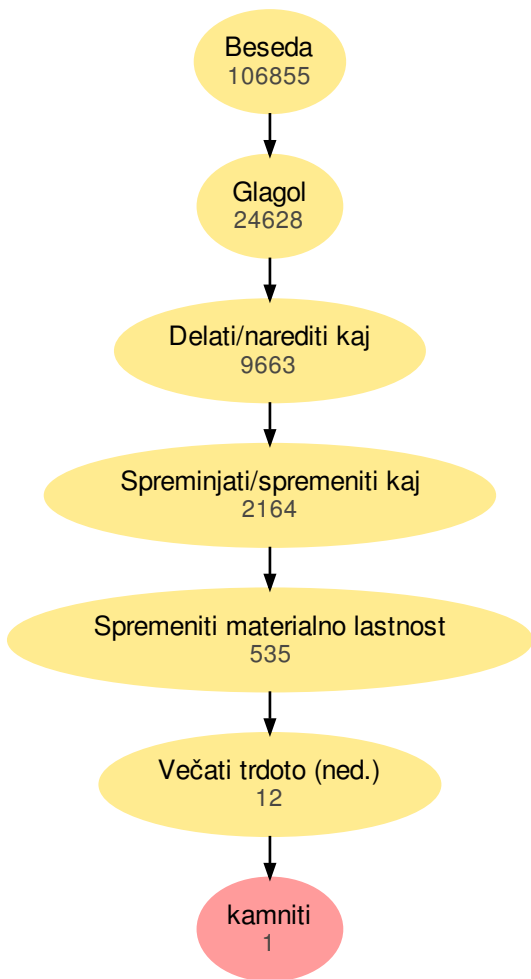 Beseda
106855
Glagol
24628
Delati/narediti kaj
9663
Spreminjati/spremeniti kaj
2164
Spremeniti materialno lastnost
535
Večati trdoto (ned.)
12
kamniti
1